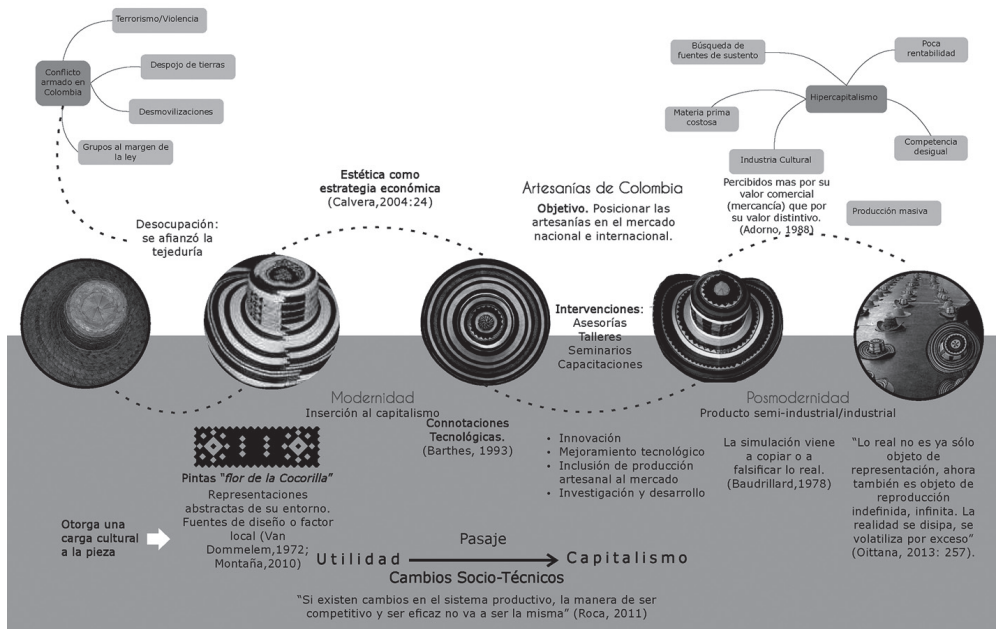 Terrorismo/Violencia
Conflicto
armado en
Colombia
Despojo de tierras
Desmovilizaciones
Grupos al margen de
la ley
Búsqueda de
fuentes de sustento
Poca
rentabilidad
Hipercapitalismo
Materia prima
costosa
Competencia
desigual
Industria Cultural
Percibidos mas por su
valor comercial
(mercancía) que por
su valor distintivo.
(Adorno, 1988)
Producción masiva
Desocupación:
se afianzó la
tejeduría
Estética como
estrategia económica
(Calvera,2004:24)
Artesanías de Colombia
Objetivo. Posicionar las
artesanías en el mercado
nacional e internacional.
Intervenciones:
Asesorías
Talleres
Seminarios
Capacitaciones
Modernidad
Inserción al capitalismo
Posmodernidad
Producto semi-industrial/industrial
Connotaciones
Tecnológicas.
(Barthes, 1993)
• Innovación
• Mejoramiento tecnológico
• Inclusión de producción
artesanal al mercado
• Investigación y desarrollo
La simulación viene
a copiar o a
falsificar lo real.
(Baudrillard,1978)
“Lo real no es ya sólo
objeto de
representación, ahora
también es objeto de
reproducción
indefinida, infinita. La
realidad se disipa, se
volatiliza por exceso”
(Oittana, 2013: 257).
Pintas “flor de la Cocorilla”
Representaciones
abstractas de su entorno.
Fuentes de diseño o factor
local (Van
Dommelem,1972;
Montaña,2010)
Otorga una
carga cultural
a la pieza
Pasaje
Utilidad
Capitalismo
Cambios Socio-Técnicos
“Si existen cambios en el sistema productivo, la manera de ser
competitivo y ser eficaz no va a ser la misma” (Roca, 2011)